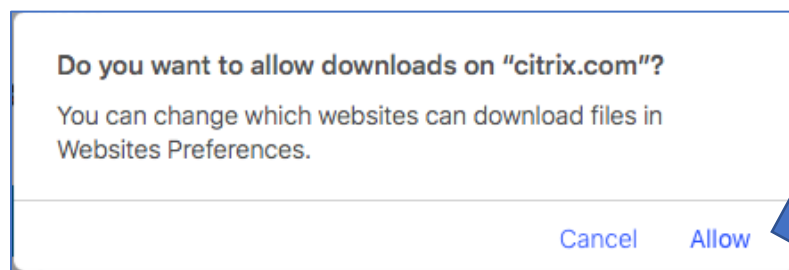 Do you want to allow downloads on “citrix.com”?
You can change which websites can download files in
Websites Preferences.
Cancel Allow